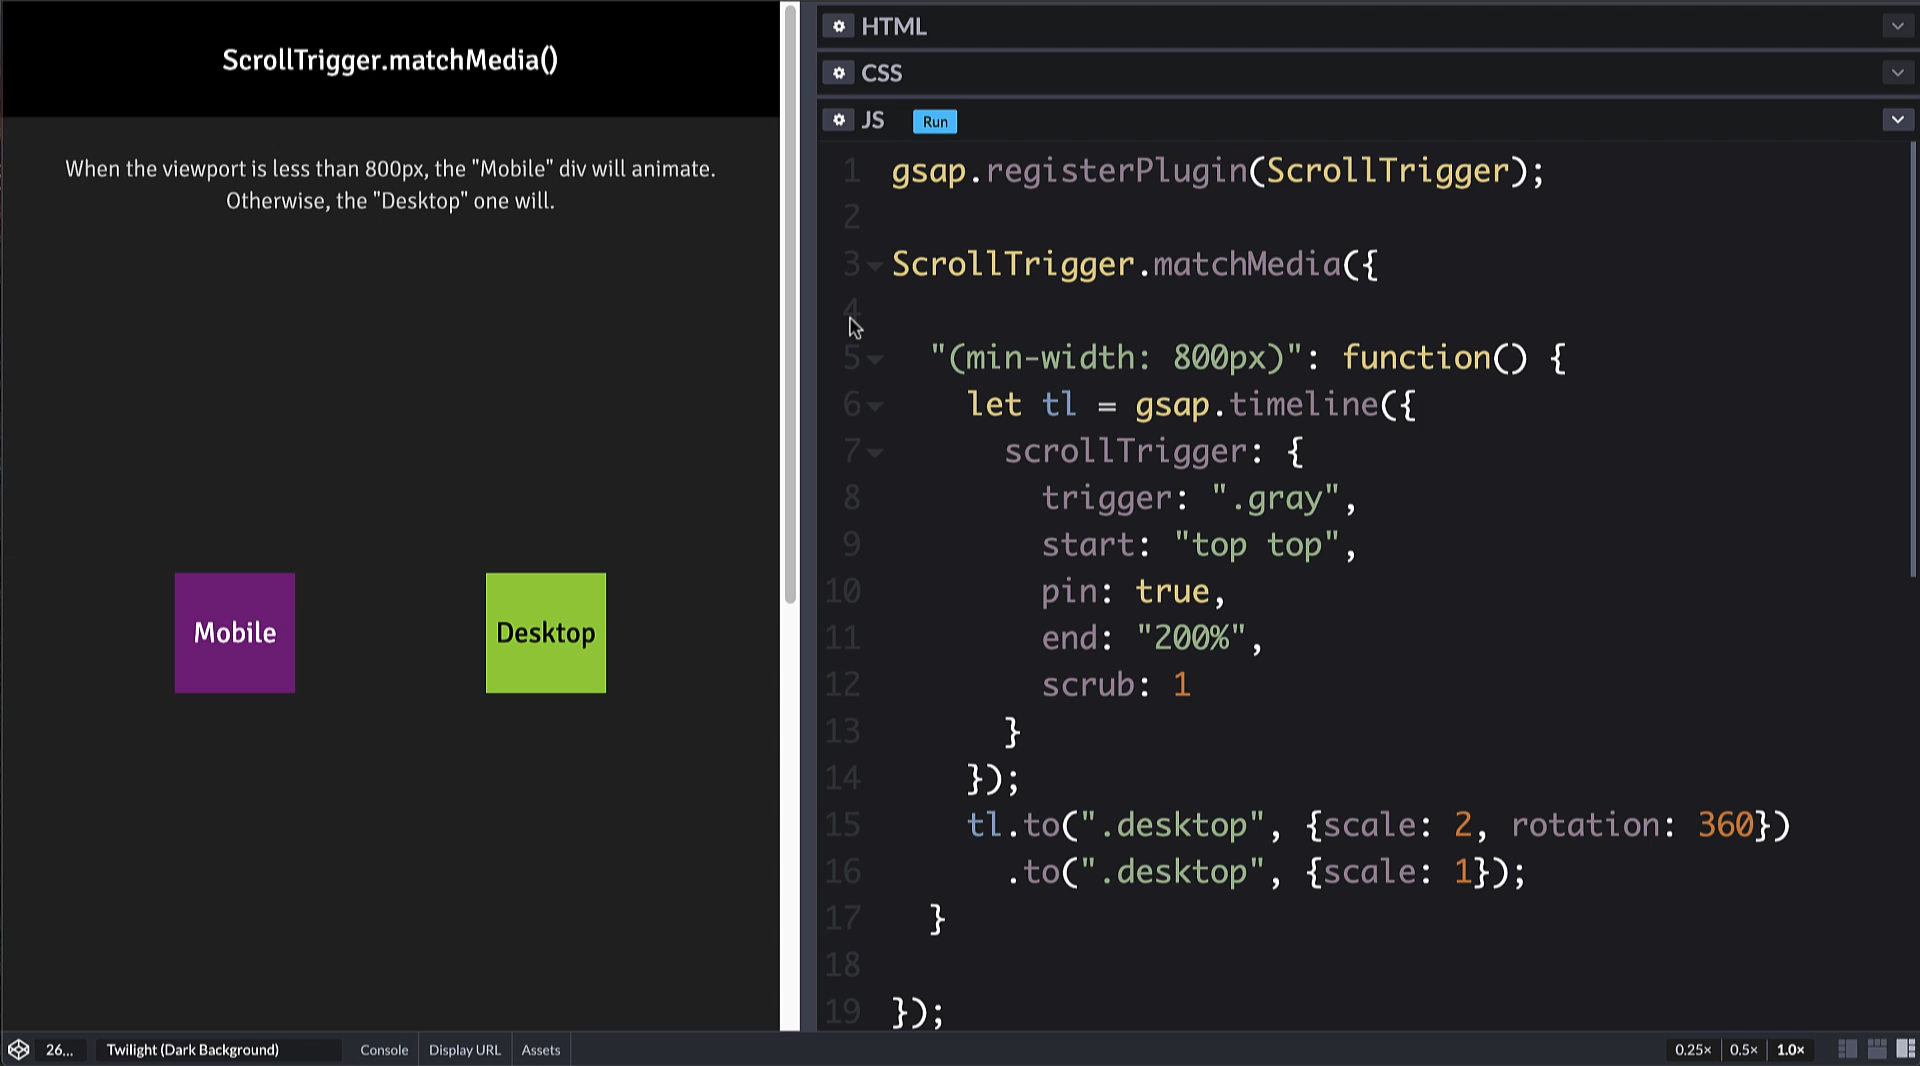 ScrollTrigger.matchMedia()
When the viewport is less than 800px, the "Mobile" div will animate.
Otherwise, the "Desktop" one will.
Mobile
Desktop
HTML
CSS
JS
Run
1 gsap.registerPlugin(ScrollTrigger);
2
3 ScrollTrigger.matchMedia({
4
5 "(min-width: 800px)": function() {
6 let tl = gsap.timeline({
7 scrollTrigger: {
8 trigger: ".gray",
9 start: "top top",
10 pin: true,
11 end: "200%",
12 scrub: 1
13 }
14 });
15 tl.to(".desktop", {scale: 2, rotation: 360})
16 .to(".desktop", {scale: 1});
17 }
18
19 });
26...
Twilight (Dark Background)
Console
Display URL
Assets
0.25×
0.5×
1.0×